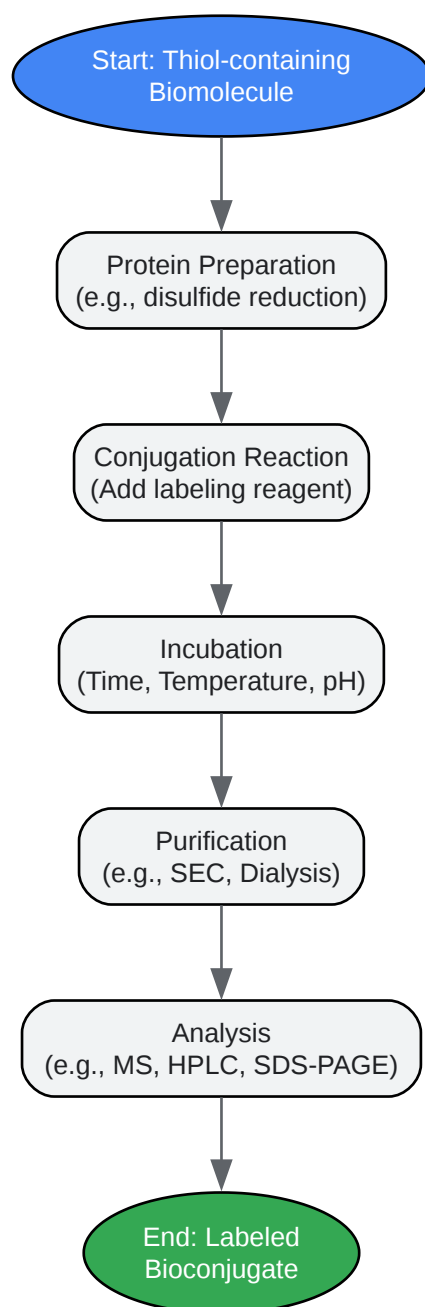 Start: Thiol-containing
Biomolecule
Protein Preparation
(e.g., disulfide reduction)
Conjugation Reaction
(Add labeling reagent)
Incubation
(Time, Temperature, pH)
Purification
(e.g., SEC, Dialysis)
Analysis
(e.g., MS, HPLC, SDS-PAGE)
End: Labeled
Bioconjugate